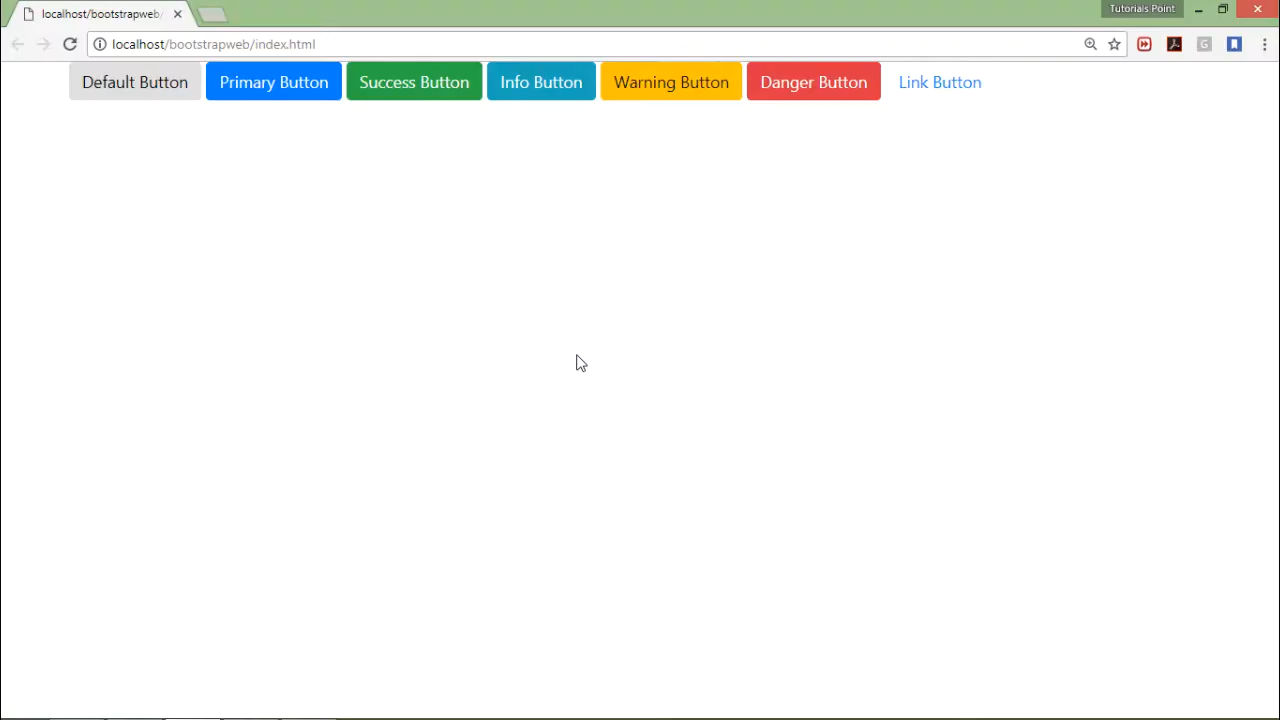 localhost/bootstrapweb/
Tutorials Point
localhost/bootstrapweb/index.html
Default Button Primary Button Success Button Info Button Warning Button Danger Button Link Button